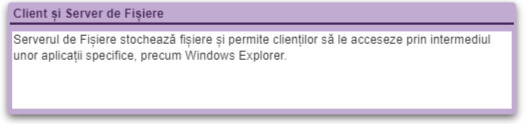 Client și Server de Fișiere
Serverul de Fișiere stochează fișiere și permite clienților să le acceseze prin intermediul
unor aplicații specifice, precum Windows Explorer.